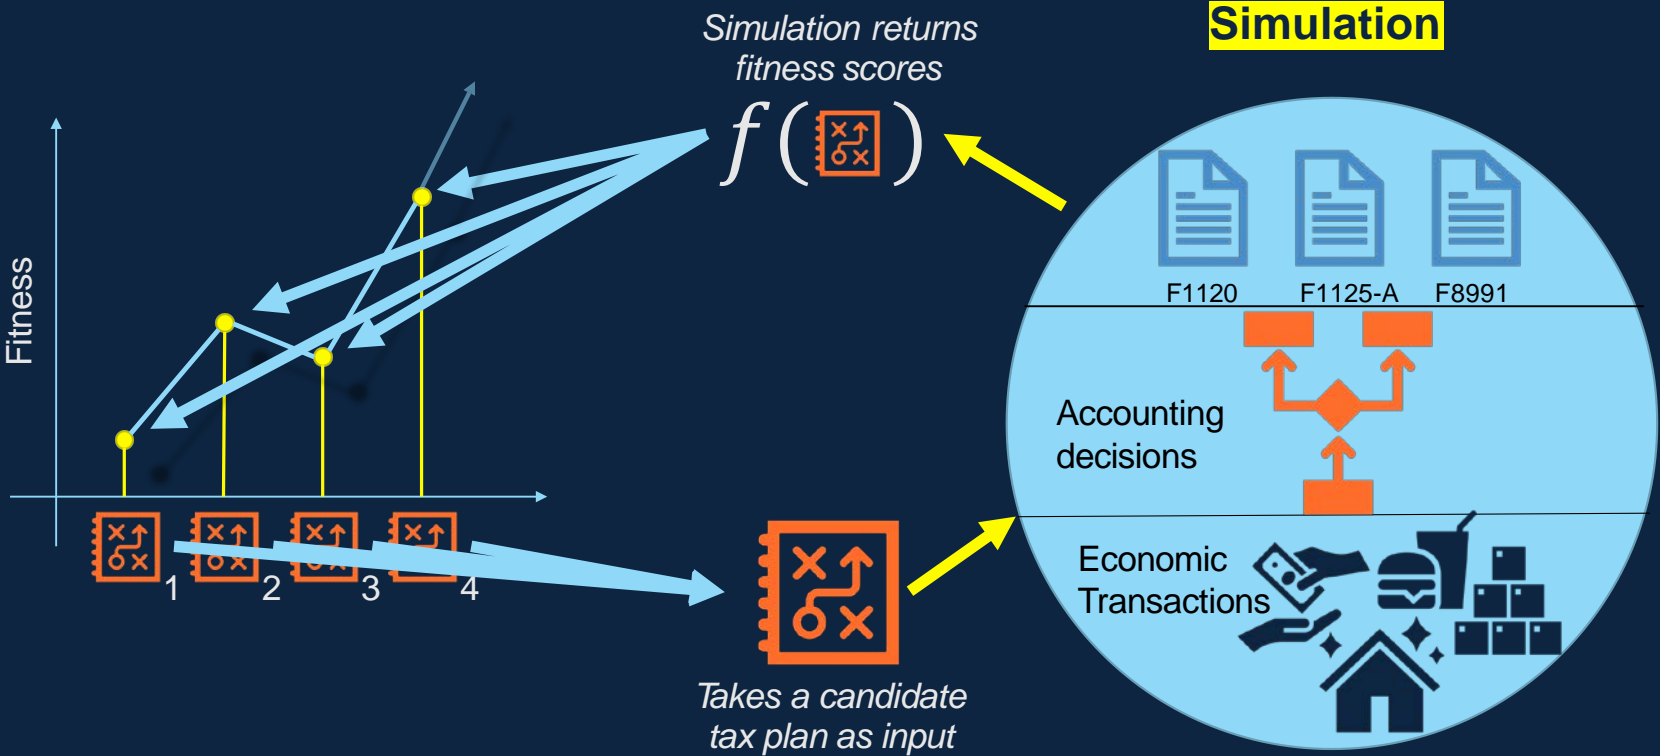 Simulation returns
fitness scores
f( )
Simulation
Fitness
F1120
F1125-A
F8991
Accounting
decisions
Economic
Transactions
1
2
3
4
Takes a candidate
tax plan as input